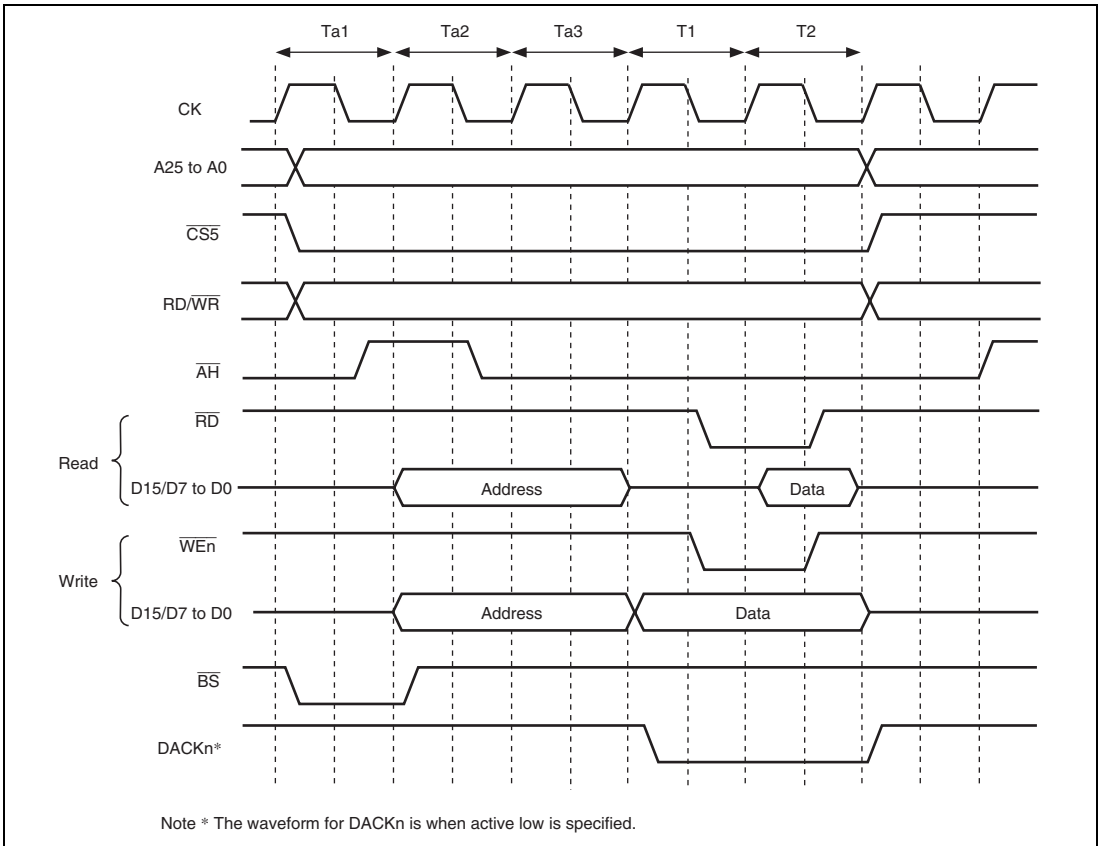 Ta1 Ta2 Ta3 T1 T2
CK
A25 to A0
CS5
RD/WR
AH
RD
Read
D15/D7 to D0 Address Data
WEn
Write
D15/D7 to D0 Address Data
BS
DACKn*
Note * The waveform for DACKn is when active low is specified.